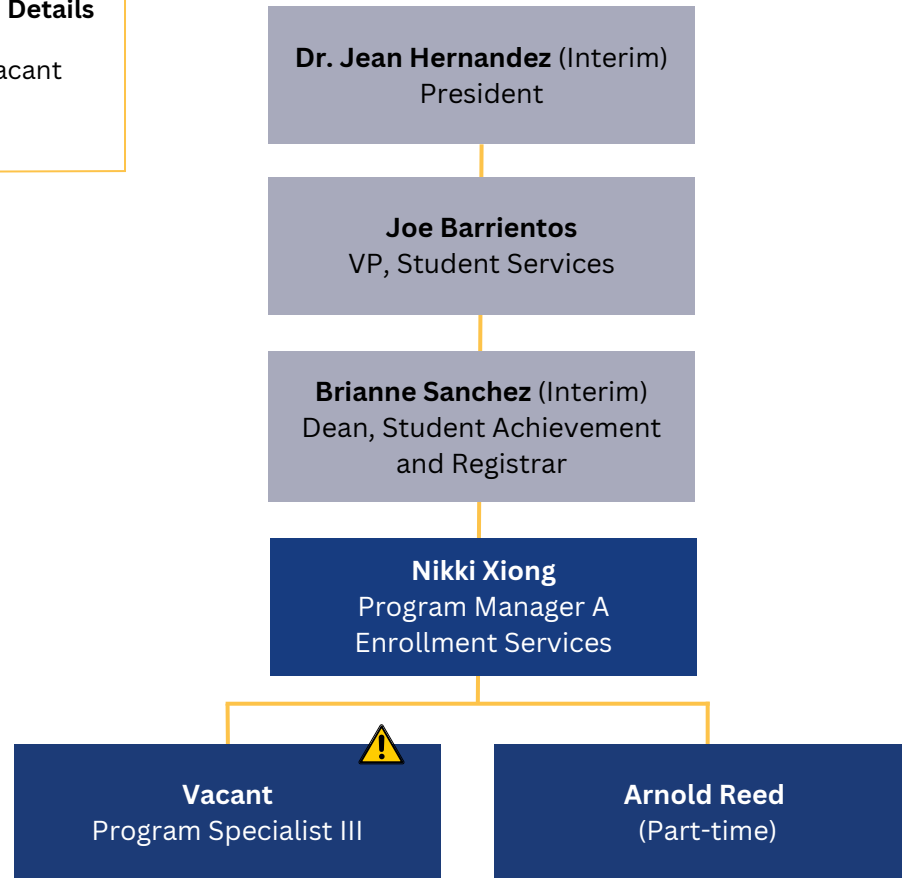 Details
acant
Dr. Jean Hernandez (Interim)
President
Joe Barrientos
VP, Student Services
Brianne Sanchez (Interim)
Dean, Student Achievement
and Registrar
Nikki Xiong
Program Manager A
Enrollment Services
Vacant
Program Specialist III
Arnold Reed
(Part-time)